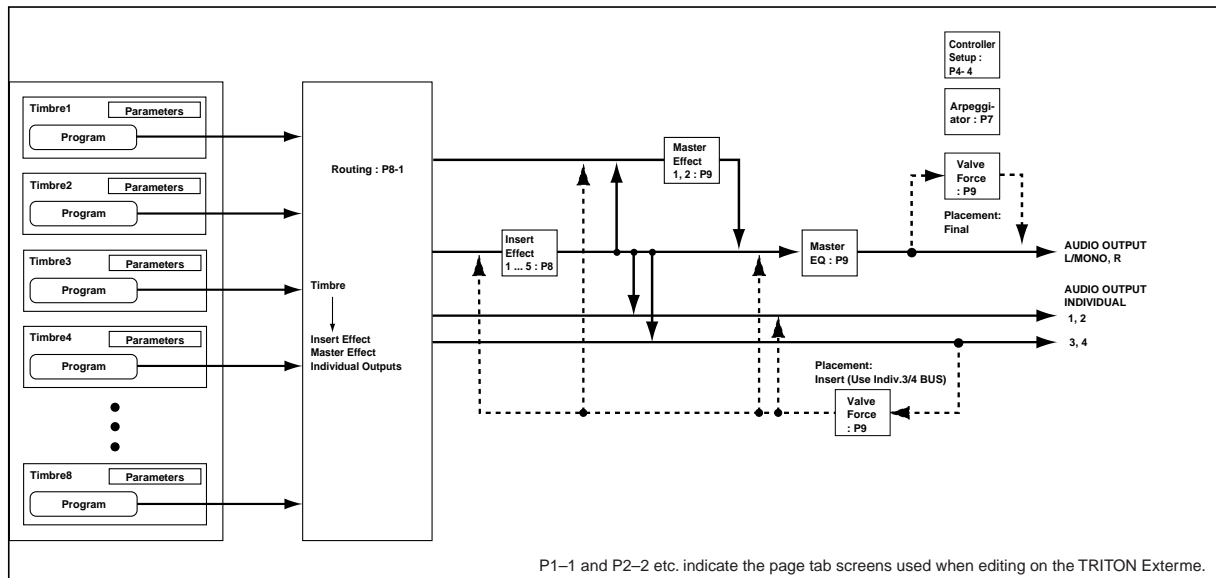 Timbre1
Parameters
Program
Timbre2
Parameters
Program
Timbre3
Parameters
Program
Timbre4
Parameters
Program
Timbre8
Parameters
Program
Routing : P8-1
Timbre
Insert Effect
Master Effect
Individual Outputs
Insert
Effect
1 ... 5 : P8
Master
Effect
1, 2 : P9
Master
EQ : P9
Controller
Setup :
P4- 4
Arpeggi-
ator : P7
Valve
Force
: P9
Placement:
Final
AUDIO OUTPUT
L/MONO, R
AUDIO OUTPUT
INDIVIDUAL
1, 2
3, 4
Placement:
Insert (Use Indiv.3/4 BUS)
Valve
Force
: P9
P1–1 and P2–2 etc. indicate the page tab screens used when editing on the TRITON Exterme.